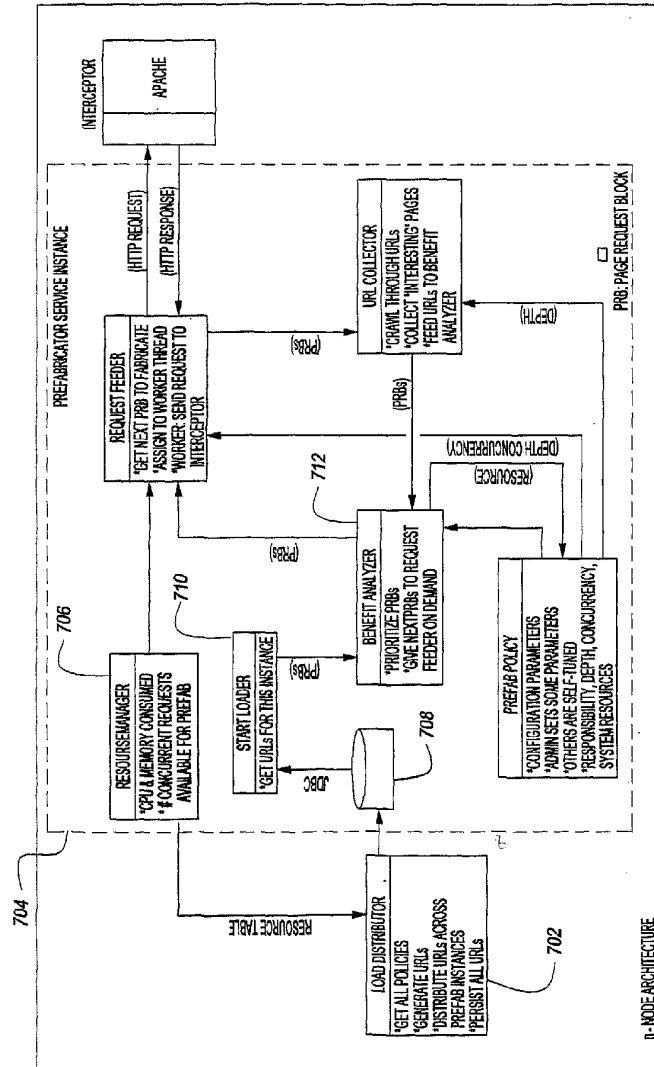 704
PREFABRICATOR SERVICE INSTANCE
706
RESOURSEMANAGER
*CPU & MEMORY CONSUMED
*# CONCURRENT REQUESTS
AVAILABLE FOR PREFAB
REQUEST FEEDER
*GET NEXT PRB TO FABRICATE
*ASSIGN TO WORKER THREAD
*WORKER: SEND REQUEST TO
INTERCEPTOR
(HTTP REQUEST)
(HTTP RESPONSE)
INTERCEPTOR
APACHE
RESOURCE TABLE
710
START LOADER
*GET URLs FOR THIS INSTANCE
(PRBs)
(PRBs)
(PRBs)
JDBC
708
712
BENEFIT ANALYZER
*PRIORITIZE PRBs
*GIVE NEXTPRBs TO REQUEST
FEEDER ON DEMAND
(PRBs)
URL COLLECTOR
*CRAWL THROUGH URLs
*COLLECT "INTERESTING" PAGES
*FEED URLs TO BENEFIT
ANALYZER
LOAD DISTRIBUTOR
*GET ALL POLICIES
*GENERATE URLs
*DISTRIBUTE URLs ACROSS
PREFAB INSTANCES
*PERSIST ALL URLs
702
(RESOURCE)
(DEPTH CONCURRENCY)
(DEPTH)
PREFAB POLICY
*CONFIGURATION PARAMETERS
*ADMIN SETS SOME PARAMETERS
*OTHERS ARE SELF-TUNED
*RESPONSIBILITY, DEPTH, CONCURRENCY,
SYSTEM RESOURCES
PRB: PAGE REQUEST BLOCK
n - NODE ARCHITECTURE